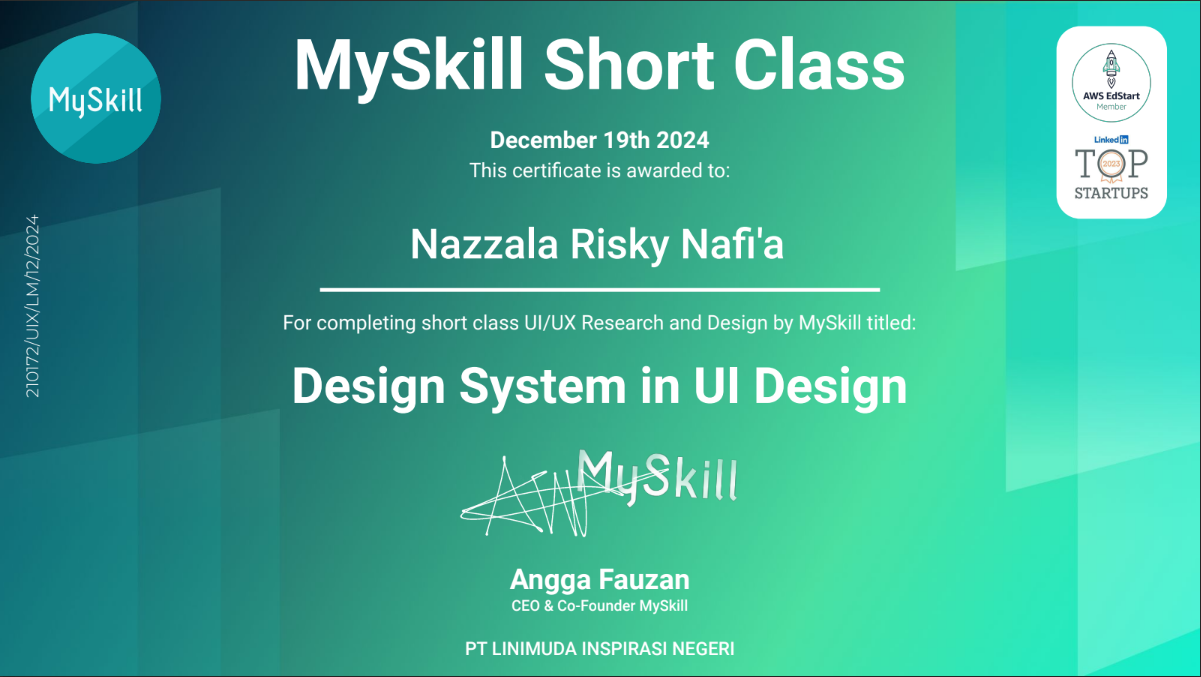 MySkill
MySkill Short Class
AWS EdStart
Member
Linked in
TOP
2023
STARTUPS
December 19th 2024
This certificate is awarded to:
210172/UIX/LM/12/2024
Nazzala Risky Nafi'a
For completing short class UI/UX Research and Design by MySkill titled:
Design System in UI Design
MySkill
Angga Fauzan
CEO & Co-Founder MySkill
PT LINIMUDA INSPIRASI NEGERI